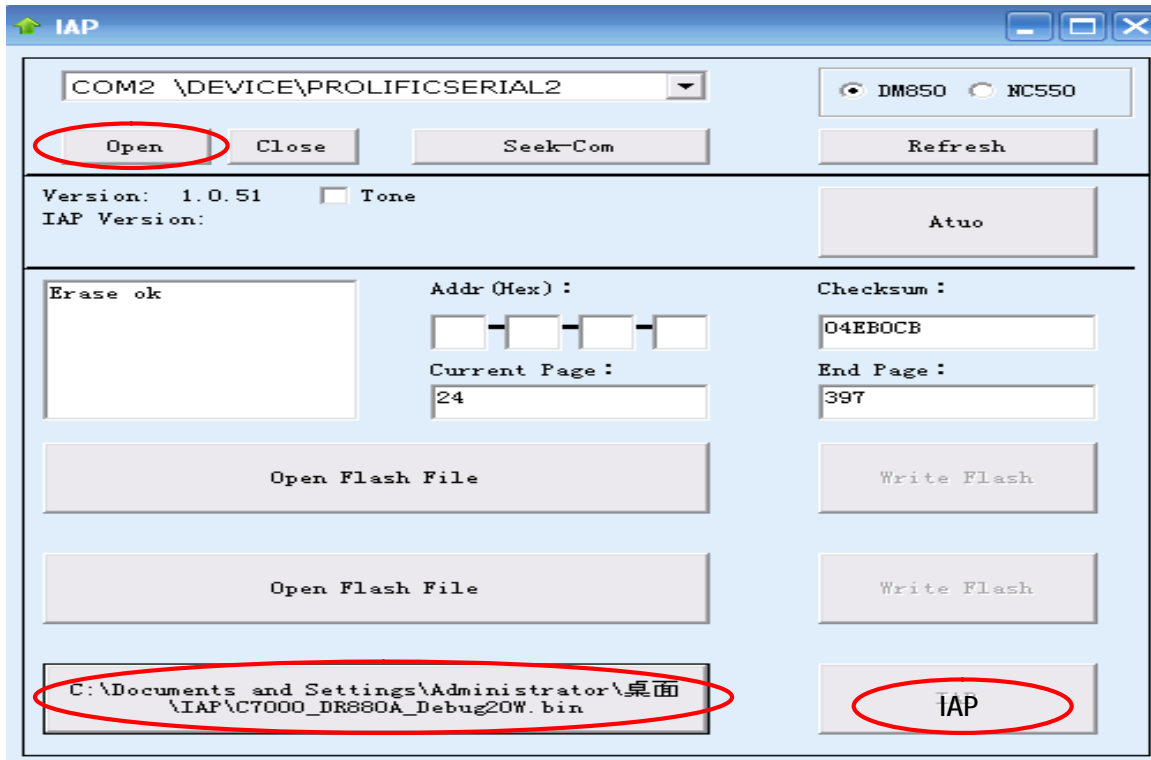 IAP
COM2 \DEVICE\PROLIFICSERIAL2
DM850 NC550
Open Close Seek-Com Refresh
Version: 1.0.51 Tone
IAP Version:
Atuo
Erase ok
Addr(Hex):
Checksum:
04EB0CB
Current Page:
End Page:
24
397
Open Flash File
Write Flash
Open Flash File
Write Flash
C:\Documents and Settings\Administrator\桌面
\IAP\C7000_DR880A_Debug20W.bin
IAP